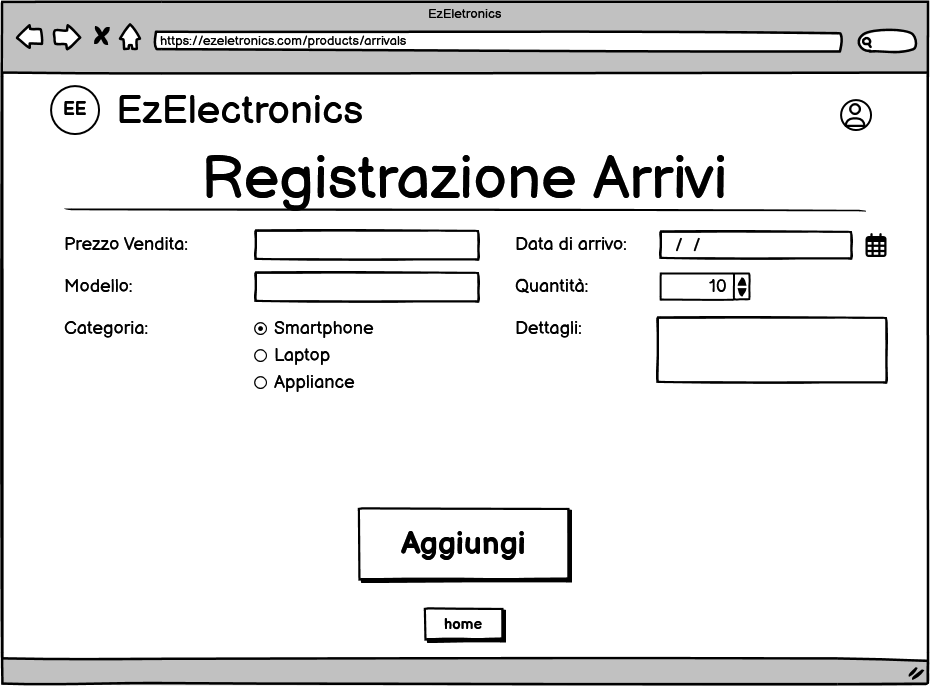 EzEletronics
https://ezeletronics.com/products/arrivals
EE EzElectronics
Registrazione Arrivi
Prezzo Vendita:
Data di arrivo: / /
Modello:
Quantità: 10
Categoria:
Smartphone
Laptop
Appliance
Dettagli:
Aggiungi
home